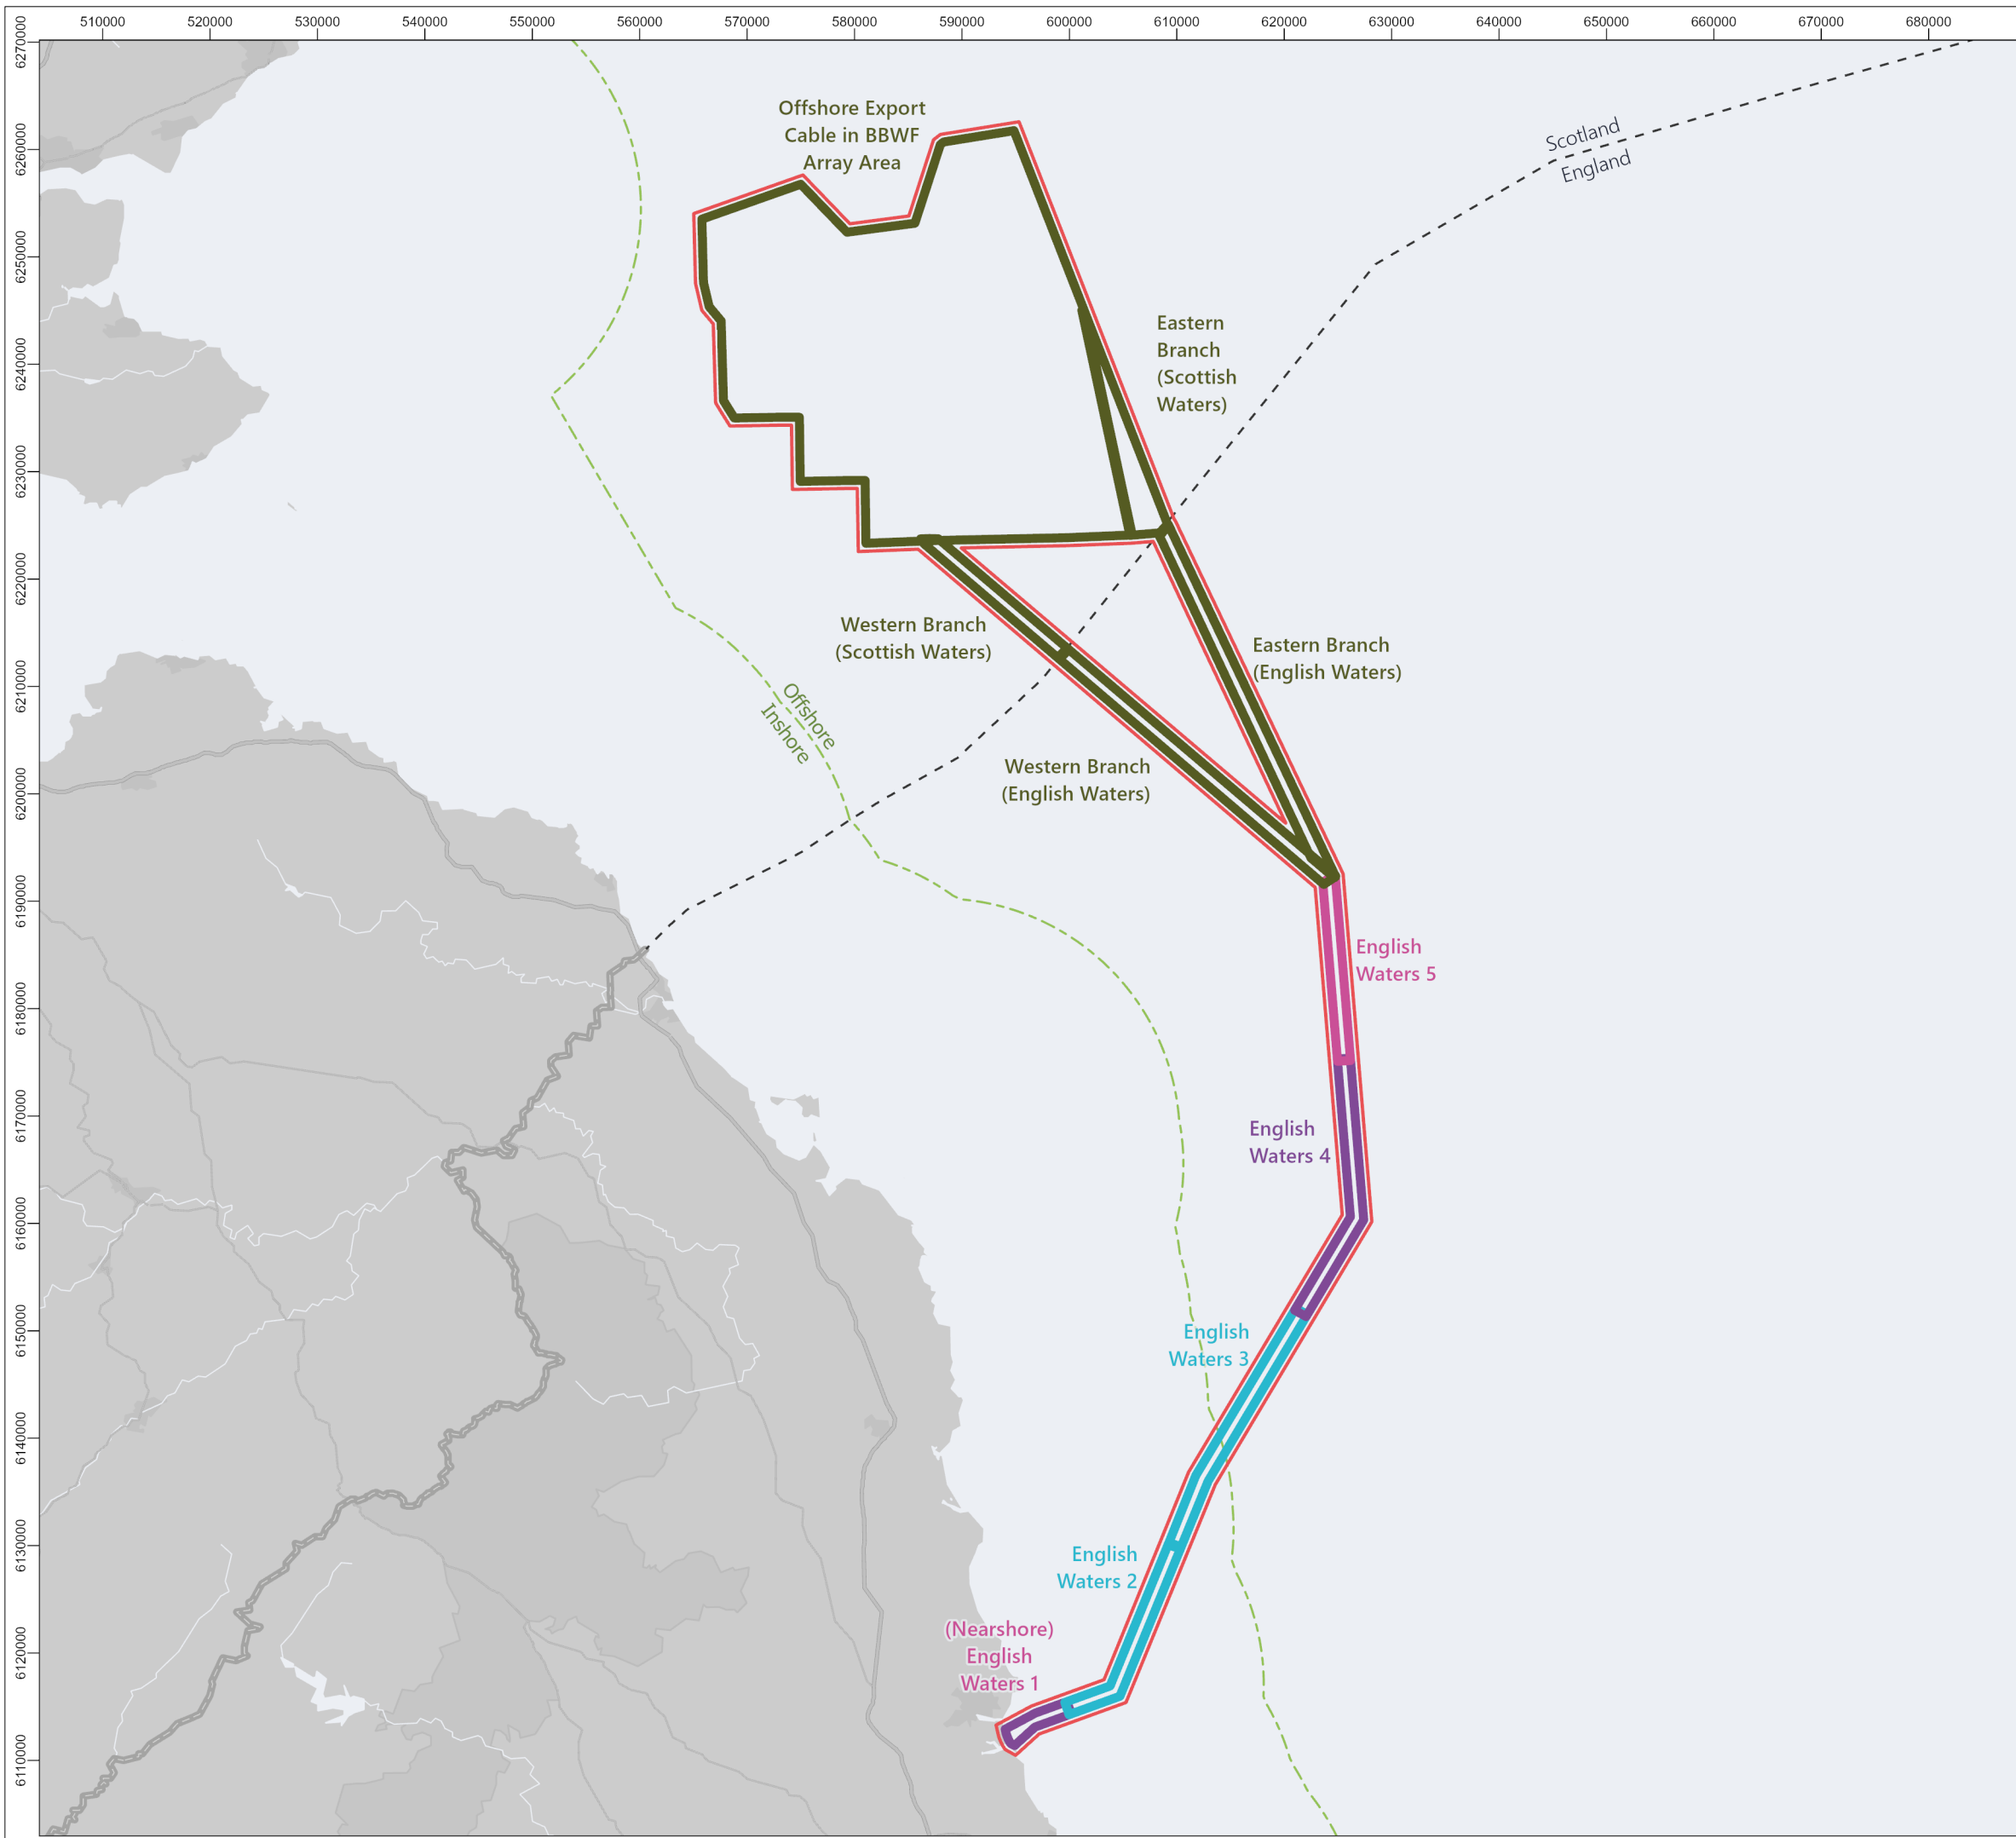 510000 520000 530000 540000 550000 560000 570000 580000 590000 600000 610000 620000 630000 640000 650000 660000 670000 680000
6270000
6260000
6250000
6240000
6230000
6220000
6210000
6200000
6190000
6180000
6170000
6160000
6150000
6140000
6130000
6120000
6110000
Offshore Export
Cable in BBWF
Array Area
Scotland
England
Eastern
Branch
(Scottish
Waters)
Western Branch
(Scottish Waters)
Eastern Branch
(English Waters)
Offshore
Inshore
Western Branch
(English Waters)
English
Waters 5
English
Waters 4
English
Waters 3
English
Waters 2
(Nearshore)
English
Waters 1